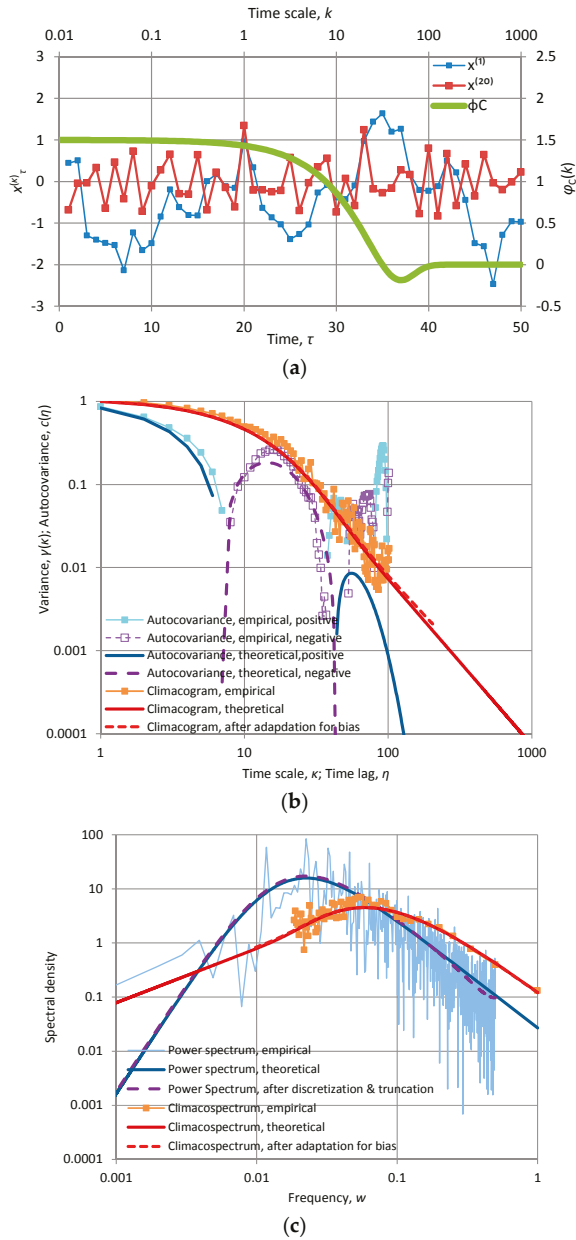 Time scale, k
0.01 0.1 1 10 100 1000
3 2.5
x⁽¹⁾
x⁽²⁰⁾
ϕC
2 2
1 1.5
0 1
-1 0.5
-2 0
-3 -0.5
x⁽ᵏ⁾τ
φC(k)
0 10 20 30 40 50
Time, τ
(a)
1
0.1
0.01
0.001
0.0001
Variance, γ(κ); Autocovariance, c(η)
Autocovariance, empirical, positive
Autocovariance, empirical, negative
Autocovariance, theoretical,positive
Autocovariance, theoretical, negative
Climacogram, empirical
Climacogram, theoretical
Climacogram, after adapdation for bias
1 10 100 1000
Time scale, κ; Time lag, η
(b)
100
10
1
0.1
0.01
0.001
0.0001
Spectral density
Power spectrum, empirical
Power spectrum, theoretical
Power Spectrum, after discretization & truncation
Climacospectrum, empirical
Climacospectrum, theoretical
Climacospectrum, after adaptation for bias
0.001 0.01 0.1 1
Frequency, w
(c)